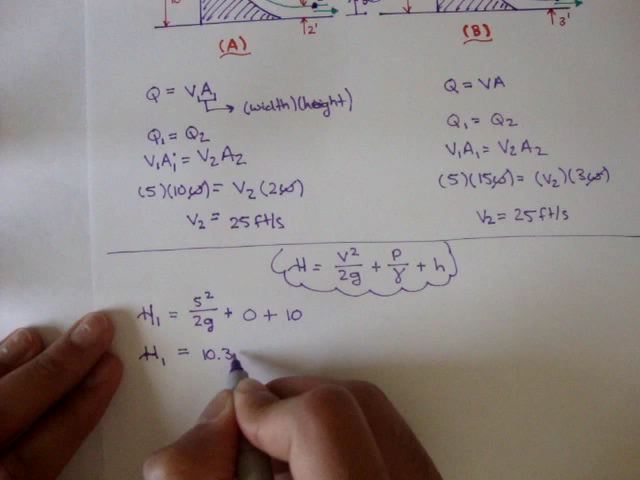 2'
3'
(A)
(B)
Q = V₁A₁
→ (width)(height)
Q₁ = Q₂
V₁A₁ = V₂A₂
(5)(10w) = V₂(2w)
V₂ = 25 ft/s
Q = VA
Q₁ = Q₂
V₁A₁ = V₂A₂
(5)(15w) = (V₂)(3w)
V₂ = 25 ft/s
H = V²/2g + P/γ + h
H₁ = 5²/2g + 0 + 10
H₁ = 10.3